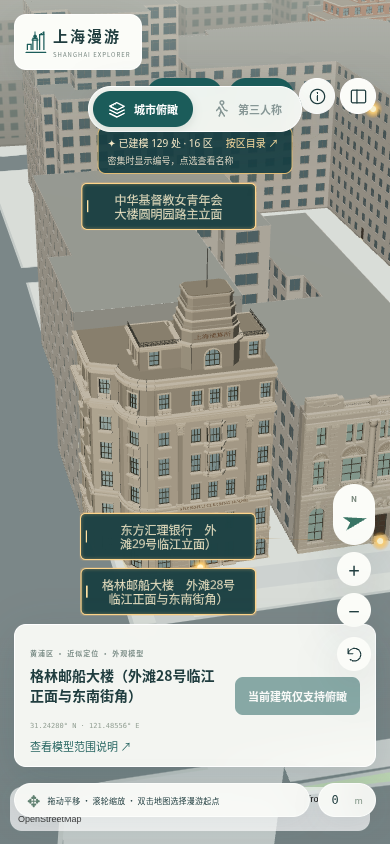 上海漫游
SHANGHAI EXPLORER
城市俯瞰
第三人称
✦ 已建模 129 处 · 16 区 按区目录 ↗
密集时显示编号，点选查看名称
中华基督教女青年会
大楼圆明园路主立面
东方汇理银行 外
滩29号临江立面）
格林邮船大楼 外滩28号
临江正面与东南街角）
N
+
−
黄浦区 · 近似定位 · 外观模型
格林邮船大楼（外滩28号临江
正面与东南街角）
当前建筑仅支持俯瞰
31.24280° N · 121.48556° E
查看模型范围说明 ↗
拖动平移 · 滚轮缩放 · 双击地图选择漫游起点
0 m
OpenStreetMap